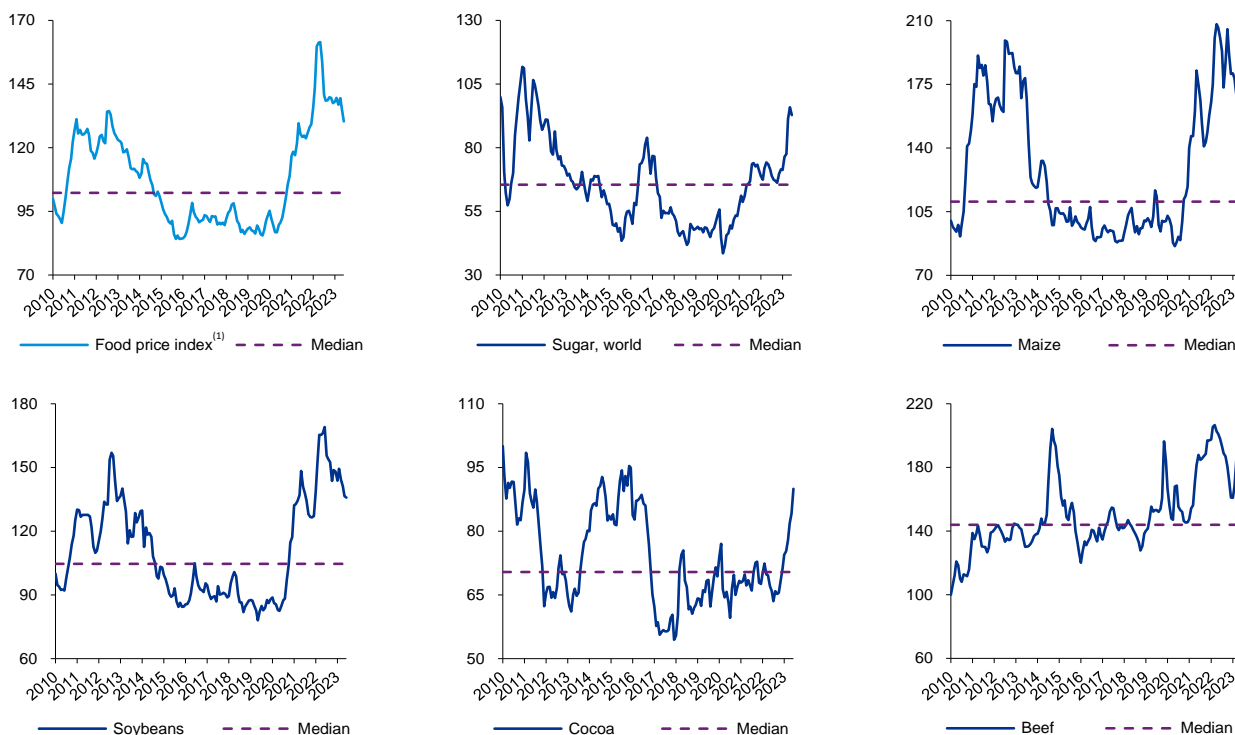 170
145
120
95
70
2010 2011 2012 2013 2014 2015 2016 2017 2018 2019 2020 2021 2022 2023
Food price index(1) Median
130
105
80
55
30
2010 2011 2012 2013 2014 2015 2016 2017 2018 2019 2020 2021 2022 2023
Sugar, world Median
210
175
140
105
70
2010 2011 2012 2013 2014 2015 2016 2017 2018 2019 2020 2021 2022 2023
Maize Median
180
150
120
90
60
2010 2011 2012 2013 2014 2015 2016 2017 2018 2019 2020 2021 2022 2023
Soybeans Median
110
95
80
65
50
2010 2011 2012 2013 2014 2015 2016 2017 2018 2019 2020 2021 2022 2023
Cocoa Median
220
180
140
100
60
2010 2011 2012 2013 2014 2015 2016 2017 2018 2019 2020 2021 2022 2023
Beef Median